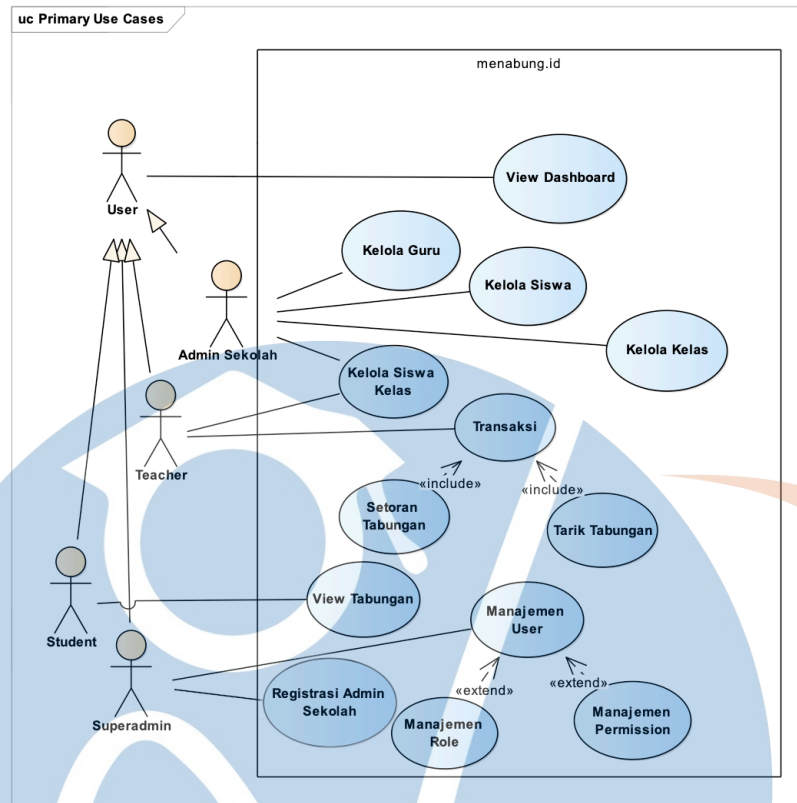 uc Primary Use Cases
menabung.id
View Dashboard
User
Kelola Guru
Kelola Siswa
Admin Sekolah
Kelola Kelas
Kelola Siswa
Kelas
Transaksi
Teacher
«include»
«include»
Setoran
Tabungan
Tarik Tabungan
View Tabungan
Manajemen
User
Student
«extend»
«extend»
Registrasi Admin
Sekolah
Manajemen
Role
Manajemen
Permission
Superadmin